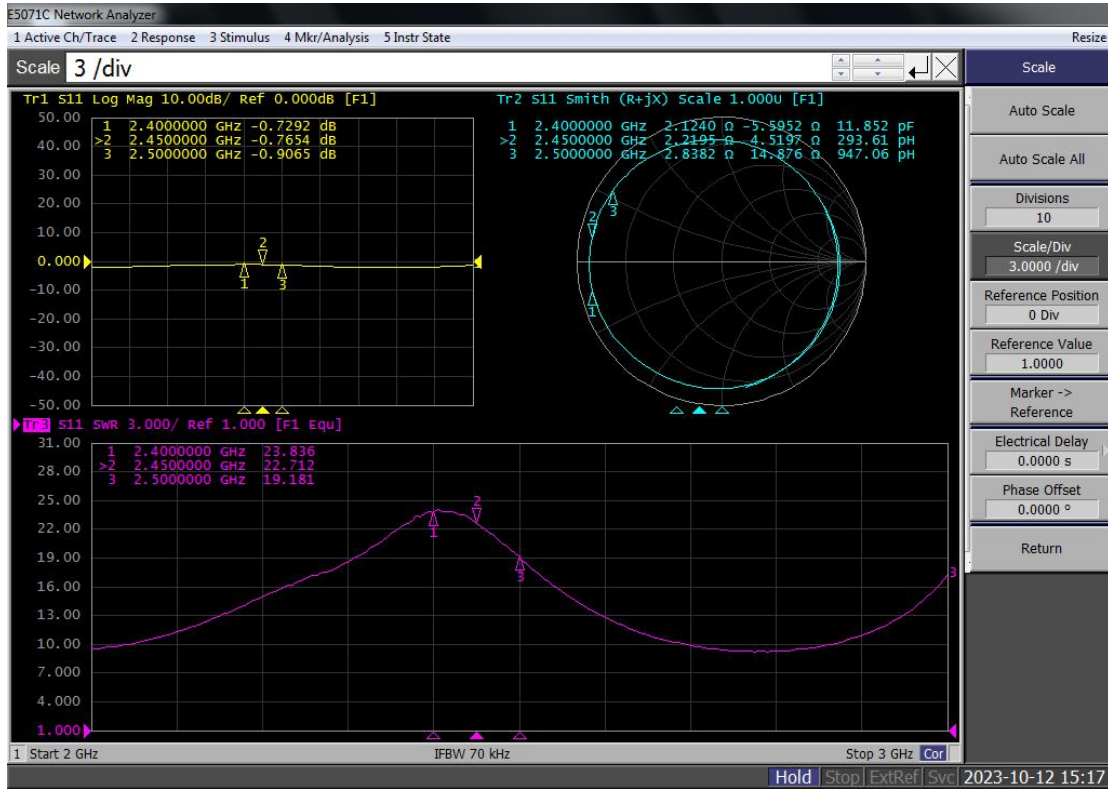 E5071C Network Analyzer
1 Active Ch/Trace 2 Response 3 Stimulus 4 Mkr/Analysis 5 Instr State Resize
Scale 3 /div
Scale
Tr1 S11 Log Mag 10.00dB/ Ref 0.000dB [F1]
50.00
40.00
30.00
20.00
10.00
0.000
-10.00
-20.00
-30.00
-40.00
-50.00
1 2.4000000 GHz -0.7292 dB
>2 2.4500000 GHz -0.7654 dB
3 2.5000000 GHz -0.9065 dB
2
1
3
Tr2 S11 Smith (R+jX) Scale 1.000U [F1]
1 2.4000000 GHz 2.1240 Ω -5.5952 Ω 11.852 pF
>2 2.4500000 GHz 2.2195 Ω 4.5197 Ω 293.61 pH
3 2.5000000 GHz 2.8382 Ω 14.876 Ω 947.06 pH
3
2
1
Tr3 S11 SWR 3.000/ Ref 1.000 [F1 Equ]
31.00
28.00
25.00
22.00
19.00
16.00
13.00
10.00
7.000
4.000
1.000
1 2.4000000 GHz 23.836
>2 2.4500000 GHz 22.712
3 2.5000000 GHz 19.181
2
1
3
3
Auto Scale
Auto Scale All
Divisions
10
Scale/Div
3.0000 /div
Reference Position
0 Div
Reference Value
1.0000
Marker ->
Reference
Electrical Delay
0.0000 s
Phase Offset
0.0000 °
Return
1 Start 2 GHz IFBW 70 kHz Stop 3 GHz Cor
Hold Stop ExtRef Svc 2023-10-12 15:17